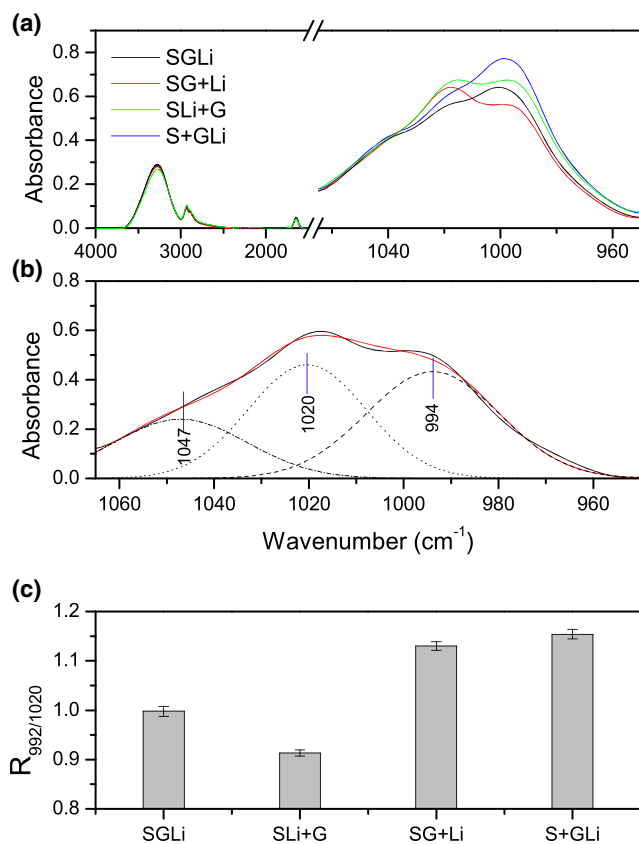 (a)
SGLi
SG+Li
SLi+G
S+GLi
Absorbance
0.8
0.6
0.4
0.2
0.0
4000 3000 2000 1040 1000 960
(b)
Absorbance
0.8
0.6
0.4
0.2
0.0
1047
1020
994
1060 1040 1020 1000 980 960
Wavenumber (cm-1)
(c)
R992/1020
1.2
1.1
1.0
0.9
0.8
SGLi SLi+G SG+Li S+GLi